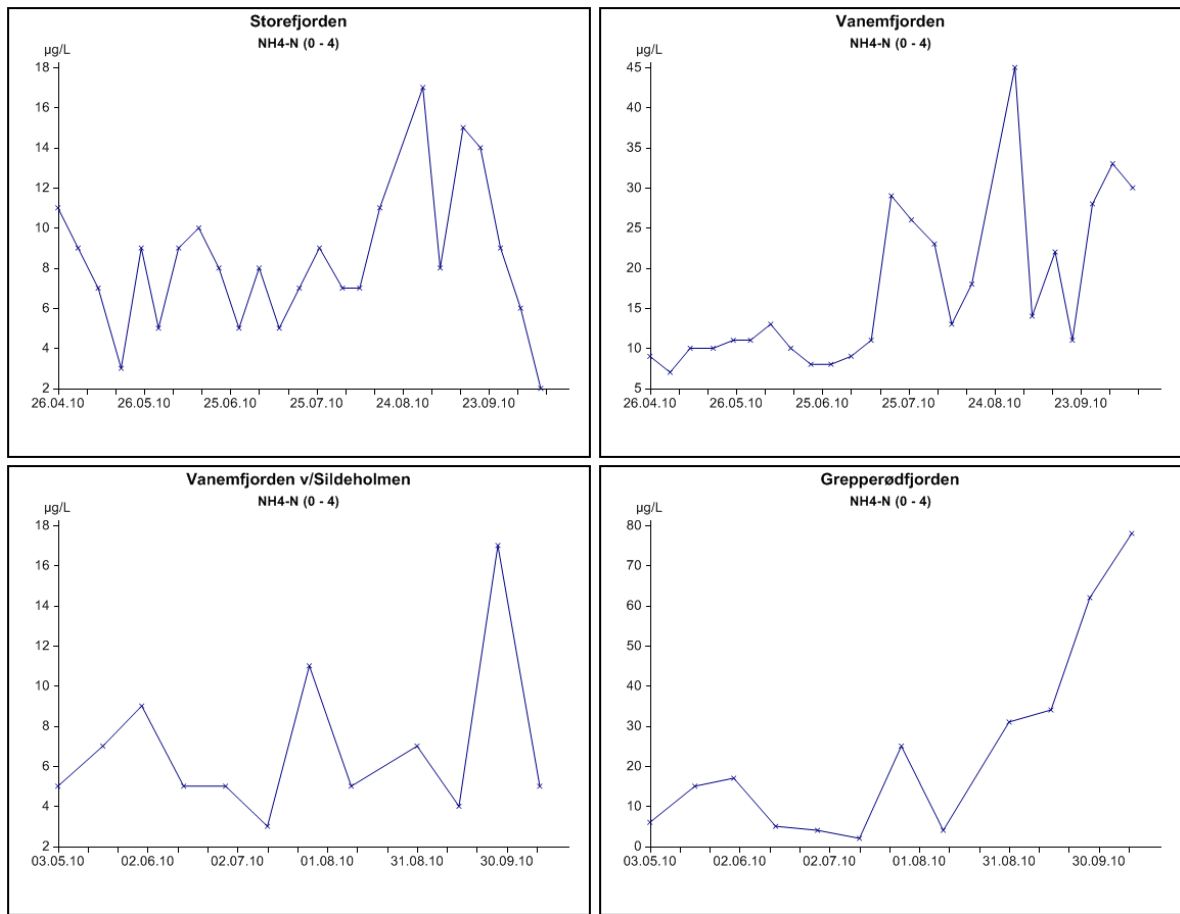 Storefjorden
NH4-N (0 - 4)
µg/L
18
16
14
12
10
8
6
4
2
26.04.10 26.05.10 25.06.10 25.07.10 24.08.10 23.09.10
Vanemfjorden
NH4-N (0 - 4)
µg/L
45
40
35
30
25
20
15
10
5
26.04.10 26.05.10 25.06.10 25.07.10 24.08.10 23.09.10
Vanemfjorden v/Sildeholmen
NH4-N (0 - 4)
µg/L
18
16
14
12
10
8
6
4
2
03.05.10 02.06.10 02.07.10 01.08.10 31.08.10 30.09.10
Grepperødfjorden
NH4-N (0 - 4)
µg/L
80
70
60
50
40
30
20
10
0
03.05.10 02.06.10 02.07.10 01.08.10 31.08.10 30.09.10